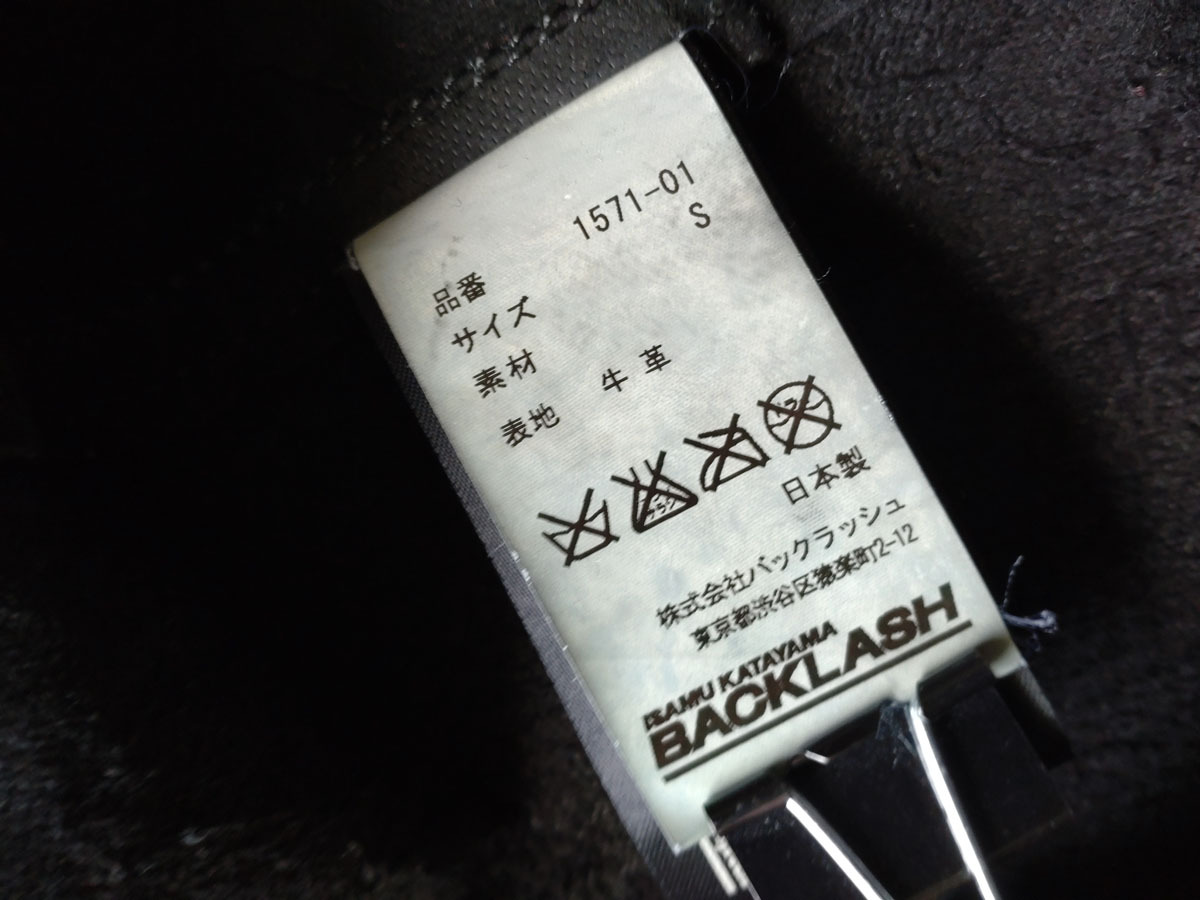 品番 1571-01
サイズ S
素材
表地 牛革
日本製
株式会社バックラッシュ
東京都渋谷区猿楽町2-12
ISAMU KATAYAMA
BACKLASH